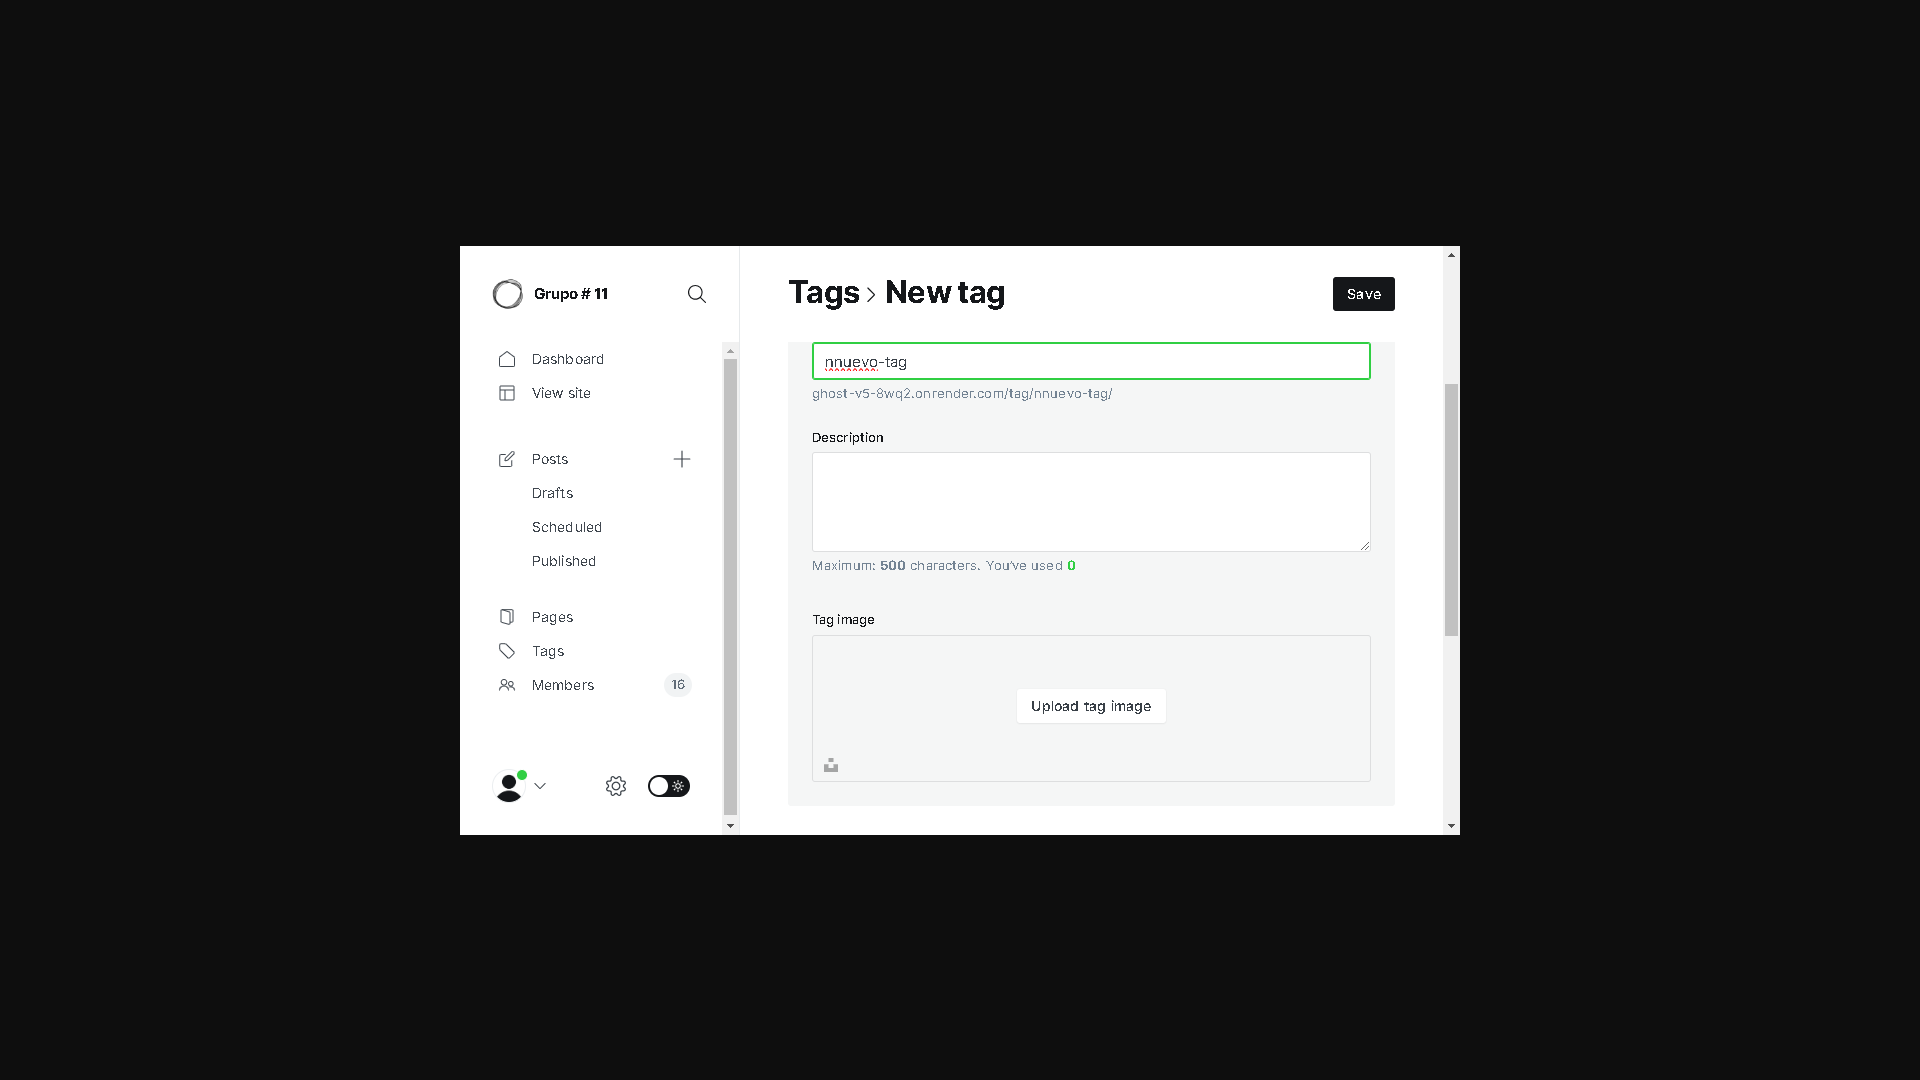 Grupo # 11
Dashboard
View site
Posts
Drafts
Scheduled
Published
Pages
Tags
Members 16
Tags > New tag
Save
nnuevo-tag
ghost-v5-8wq2.onrender.com/tag/nnuevo-tag/
Description
Maximum: 500 characters. You've used 0
Tag image
Upload tag image